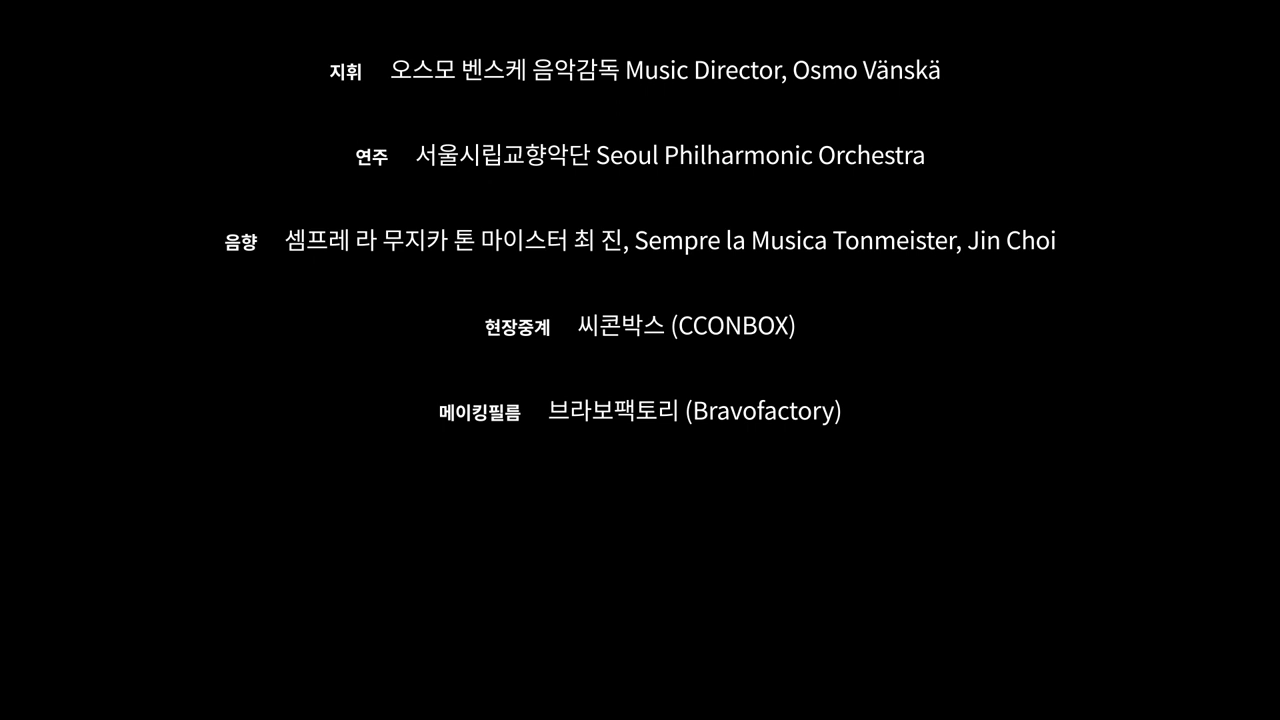 지휘 오스모 벤스케 음악감독 Music Director, Osmo Vänskä
연주 서울시립교향악단 Seoul Philharmonic Orchestra
음향 셈프레 라 무지카 톤 마이스터 최 진, Sempre la Musica Tonmeister, Jin Choi
현장중계 씨콘박스 (CCONBOX)
메이킹필름 브라보팩토리 (Bravofactory)